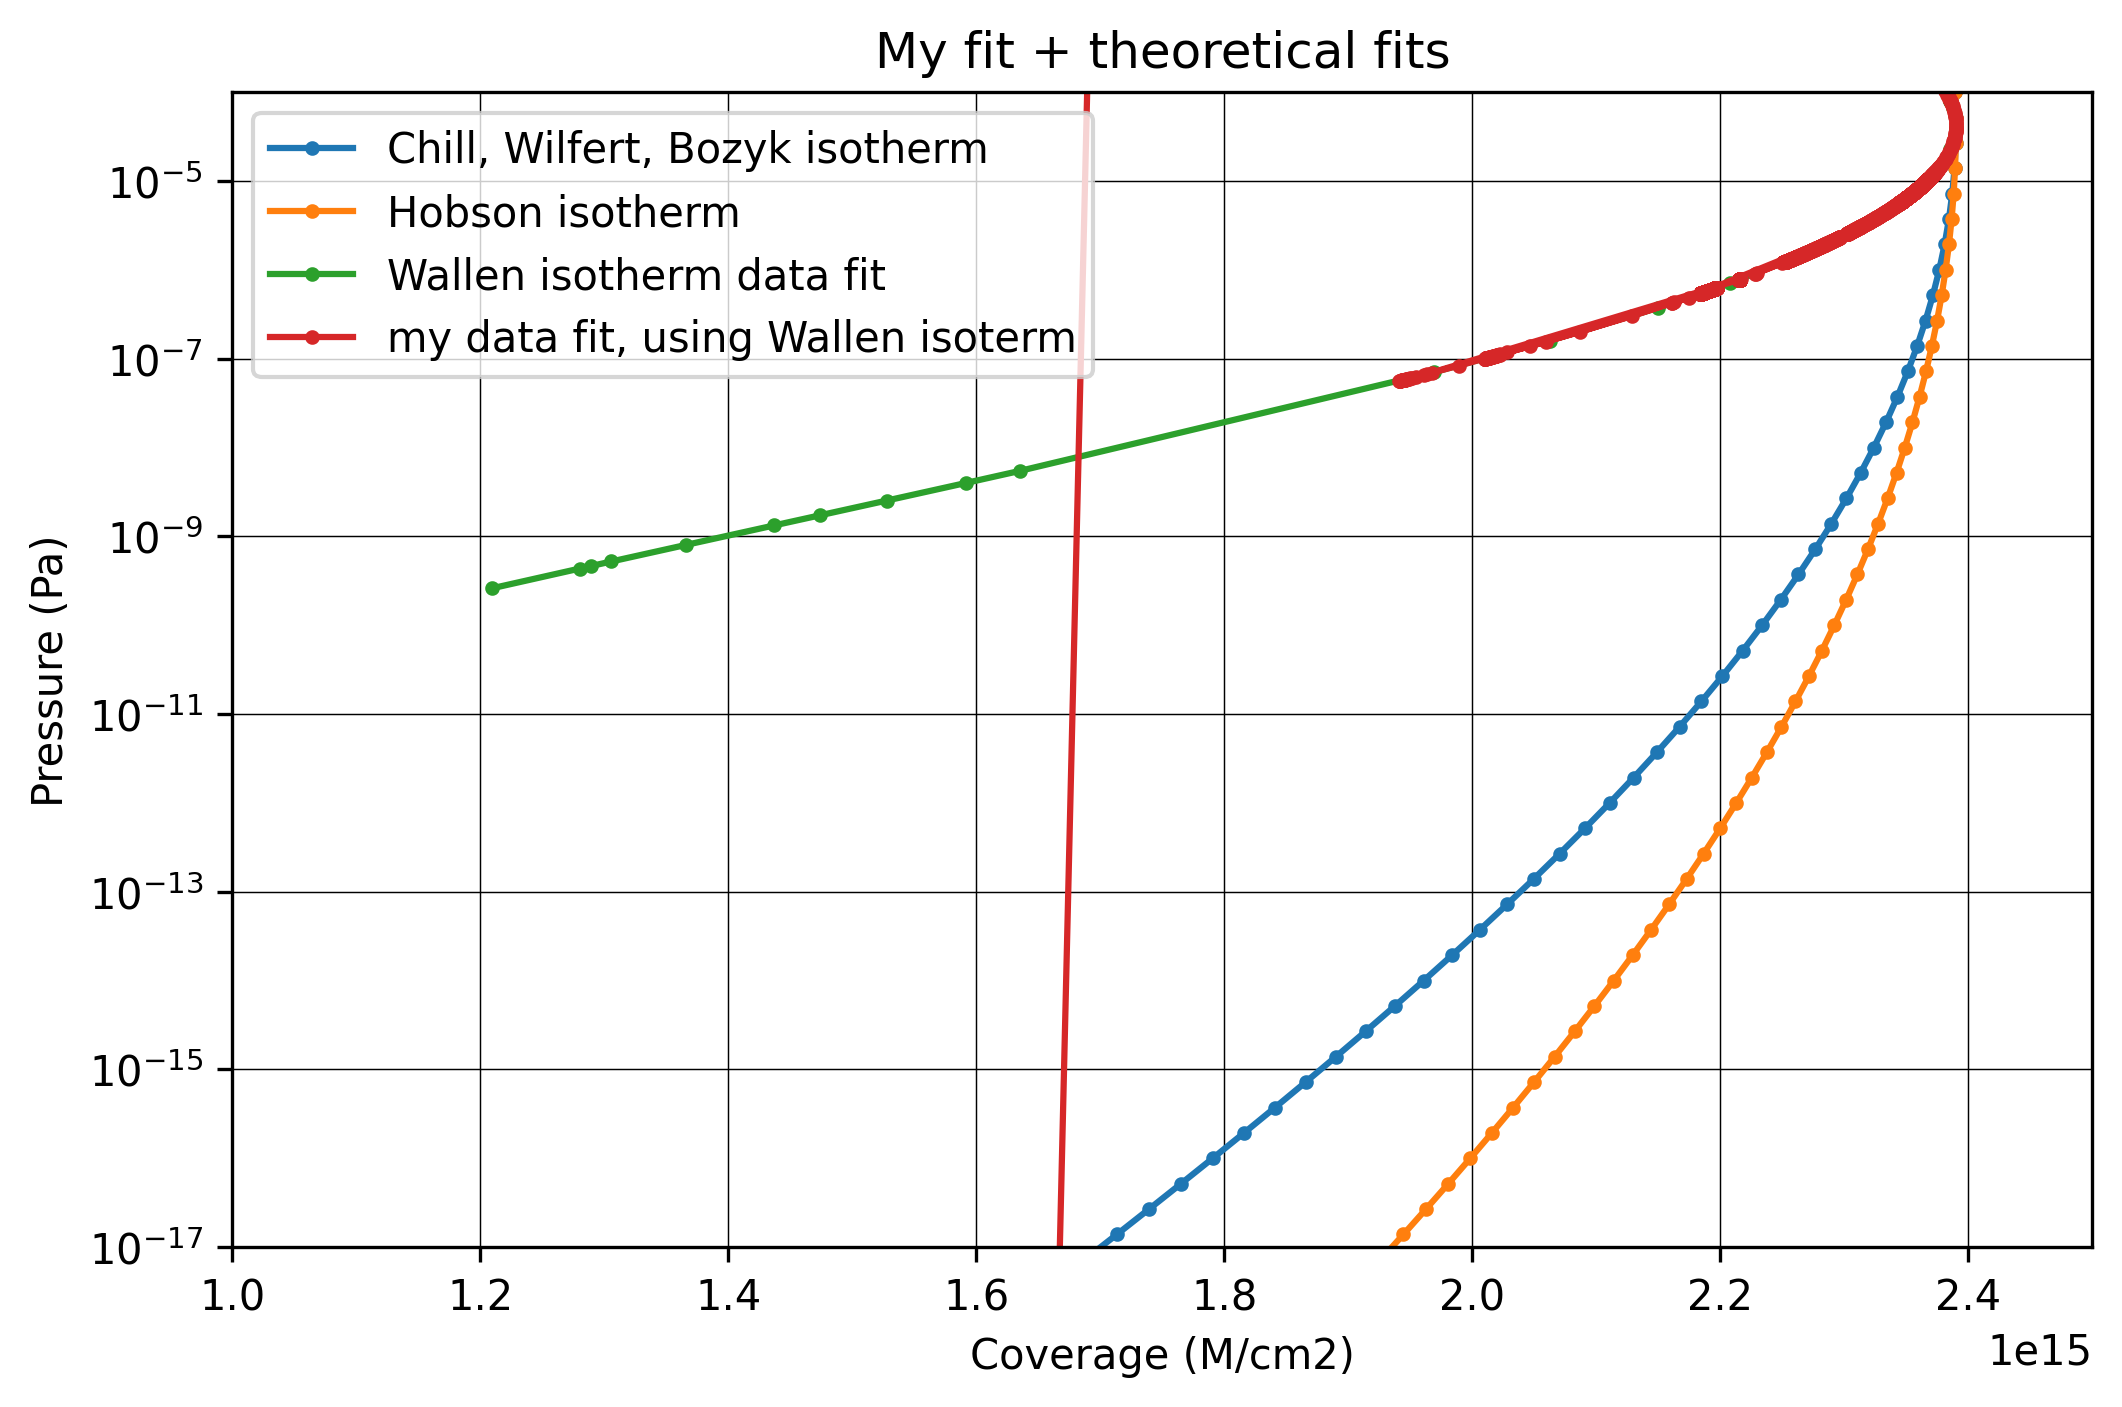 My fit + theoretical fits
Chill, Wilfert, Bozyk isotherm
Hobson isotherm
Wallen isotherm data fit
my data fit, using Wallen isoterm
Pressure (Pa)
10⁻⁵
10⁻⁷
10⁻⁹
10⁻¹¹
10⁻¹³
10⁻¹⁵
10⁻¹⁷
1.0 1.2 1.4 1.6 1.8 2.0 2.2 2.4
1e15
Coverage (M/cm2)